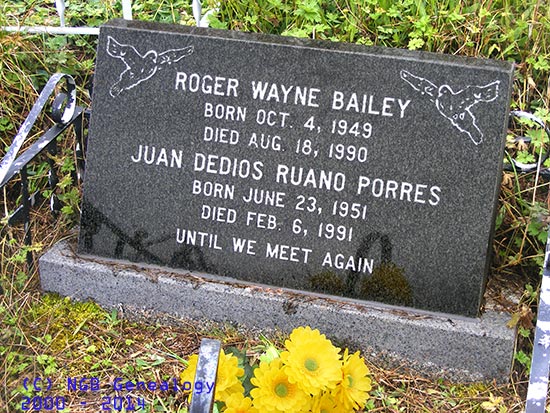 ROGER WAYNE BAILEY
BORN OCT. 4, 1949
DIED AUG. 18, 1990
JUAN DEDIOS RUANO PORRES
BORN JUNE 23, 1951
DIED FEB. 6, 1991
UNTIL WE MEET AGAIN
(C) NGB Genealogy
2000 - 2014